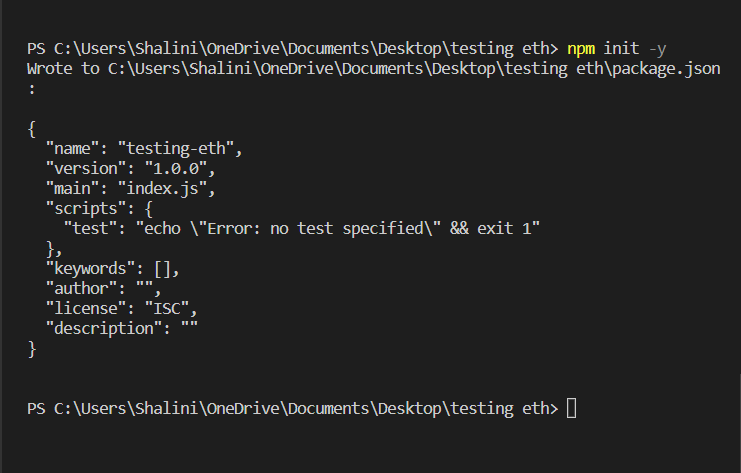 PS C:\Users\Shalini\OneDrive\Documents\Desktop\testing eth> npm init -y
Wrote to C:\Users\Shalini\OneDrive\Documents\Desktop\testing eth\package.json
:
{
  "name": "testing-eth",
  "version": "1.0.0",
  "main": "index.js",
  "scripts": {
    "test": "echo \"Error: no test specified\" && exit 1"
  },
  "keywords": [],
  "author": "",
  "license": "ISC",
  "description": ""
}
PS C:\Users\Shalini\OneDrive\Documents\Desktop\testing eth>